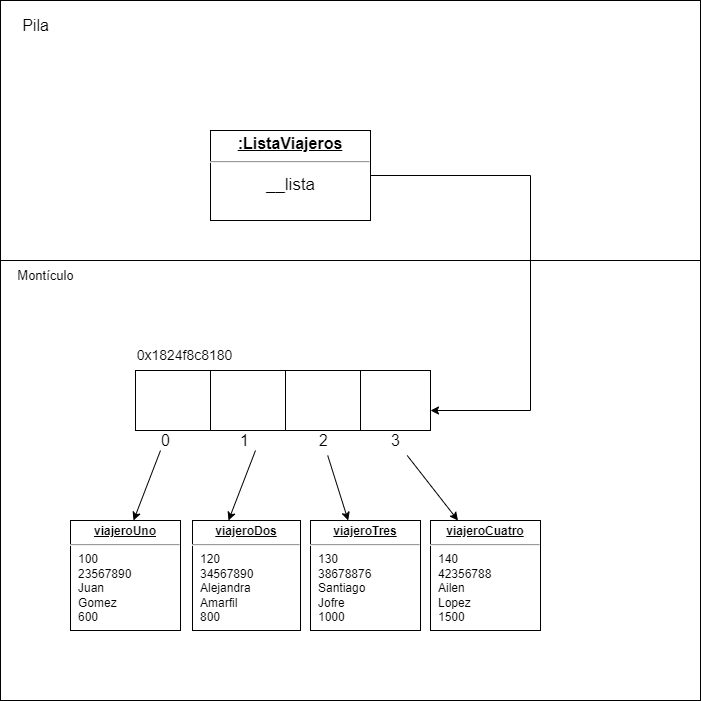 Pila
:ListaViajeros
__lista
Montículo
0x1824f8c8180
0 1 2 3
viajeroUno
100
23567890
Juan
Gomez
600
viajeroDos
120
34567890
Alejandra
Amarfil
800
viajeroTres
130
38678876
Santiago
Jofre
1000
viajeroCuatro
140
42356788
Ailen
Lopez
1500